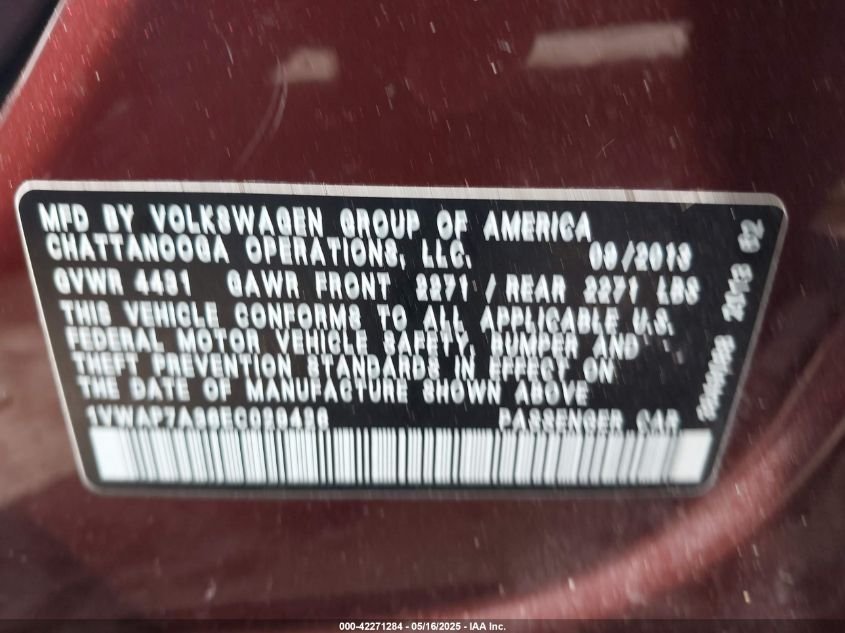 MFD BY VOLKSWAGEN GROUP OF AMERICA
CHATTANOOGA OPERATIONS, LLC. 09/2013
GVWR 4431 GAWR FRONT 2271 / REAR 2271 LBS
THIS VEHICLE CONFORMS TO ALL APPLICABLE U.S.
FEDERAL MOTOR VEHICLE SAFETY, BUMPER AND
THEFT PREVENTION STANDARDS IN EFFECT ON
THE DATE OF MANUFACTURE SHOWN ABOVE
PASSENGER CAR
000-42271284 - 05/16/2025 - IAA Inc.